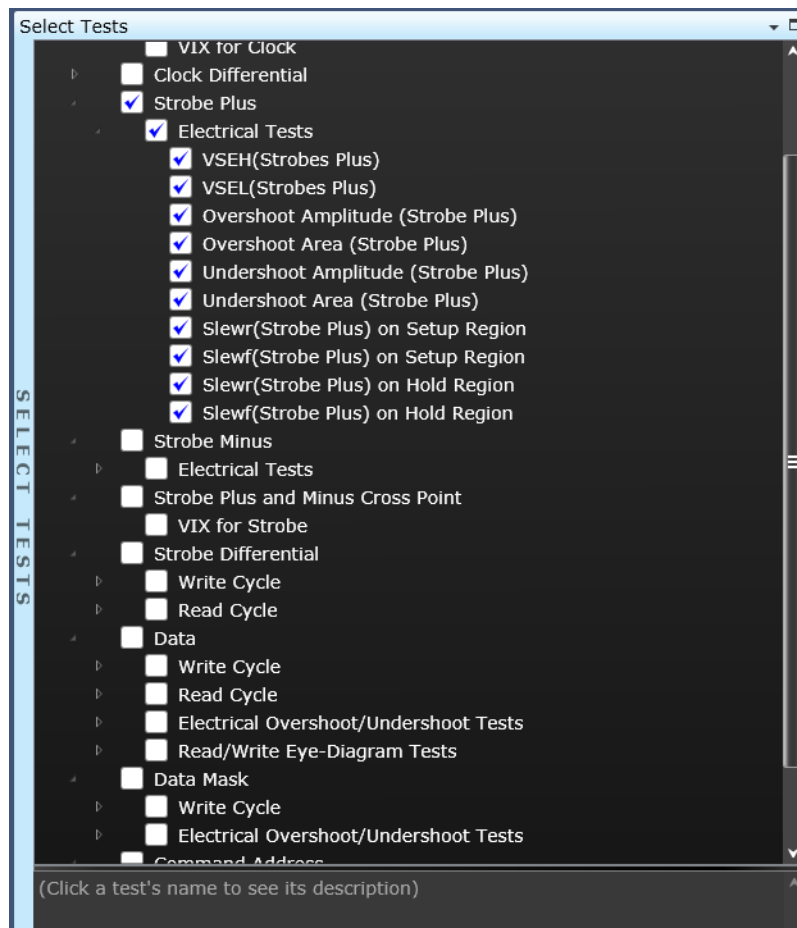 Select Tests
SELECT TESTS
VIX for Clock
Clock Differential
Strobe Plus
Electrical Tests
VSEH(Strobes Plus)
VSEL(Strobes Plus)
Overshoot Amplitude (Strobe Plus)
Overshoot Area (Strobe Plus)
Undershoot Amplitude (Strobe Plus)
Undershoot Area (Strobe Plus)
Slewr(Strobe Plus) on Setup Region
Slewf(Strobe Plus) on Setup Region
Slewr(Strobe Plus) on Hold Region
Slewf(Strobe Plus) on Hold Region
Strobe Minus
Electrical Tests
Strobe Plus and Minus Cross Point
VIX for Strobe
Strobe Differential
Write Cycle
Read Cycle
Data
Write Cycle
Read Cycle
Electrical Overshoot/Undershoot Tests
Read/Write Eye-Diagram Tests
Data Mask
Write Cycle
Electrical Overshoot/Undershoot Tests
Command Address
(Click a test's name to see its description)